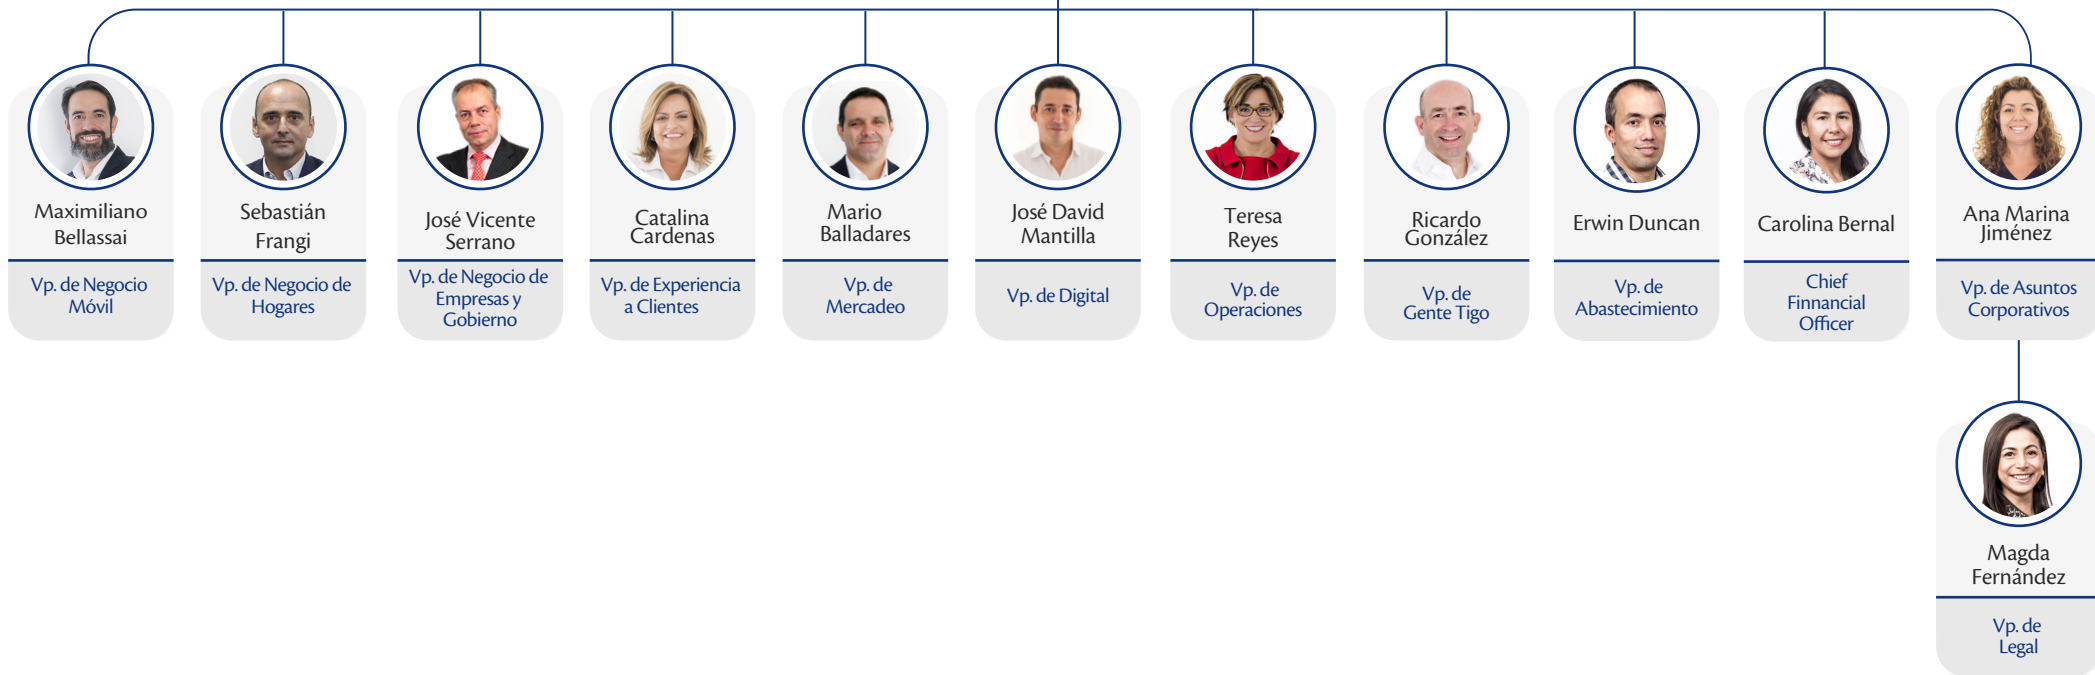 Maximiliano
Bellassai
Vp. de Negocio
Móvil
Sebastián
Frangi
Vp. de Negocio de
Hogares
José Vicente
Serrano
Vp. de Negocio de
Empresas y
Gobierno
Catalina
Cardenas
Vp. de Experiencia
a Clientes
Mario
Balladares
Vp. de
Mercadeo
José David
Mantilla
Vp. de Digital
Teresa
Reyes
Vp. de
Operaciones
Ricardo
González
Vp. de
Gente Tigo
Erwin Duncan
Vp. de
Abastecimiento
Carolina Bernal
Chief
Finnancial
Officer
Ana Marina
Jiménez
Vp. de Asuntos
Corporativos
Magda
Fernández
Vp. de
Legal